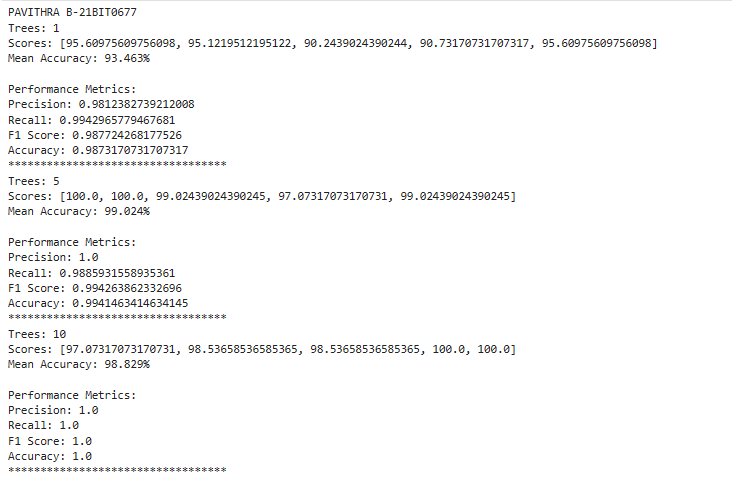 PAVITHRA B-21BIT0677
Trees: 1
Scores: [95.60975609756098, 95.1219512195122, 90.2439024390244, 90.73170731707317, 95.60975609756098]
Mean Accuracy: 93.463%
Performance Metrics:
Precision: 0.9812382739212008
Recall: 0.9942965779467681
F1 Score: 0.987724268177526
Accuracy: 0.9873170731707317
**********************************
Trees: 5
Scores: [100.0, 100.0, 99.02439024390245, 97.07317073170731, 99.02439024390245]
Mean Accuracy: 99.024%
Performance Metrics:
Precision: 1.0
Recall: 0.9885931558935361
F1 Score: 0.994263862332696
Accuracy: 0.9941463414634145
**********************************
Trees: 10
Scores: [97.07317073170731, 98.53658536585365, 98.53658536585365, 100.0, 100.0]
Mean Accuracy: 98.829%
Performance Metrics:
Precision: 1.0
Recall: 1.0
F1 Score: 1.0
Accuracy: 1.0
**********************************